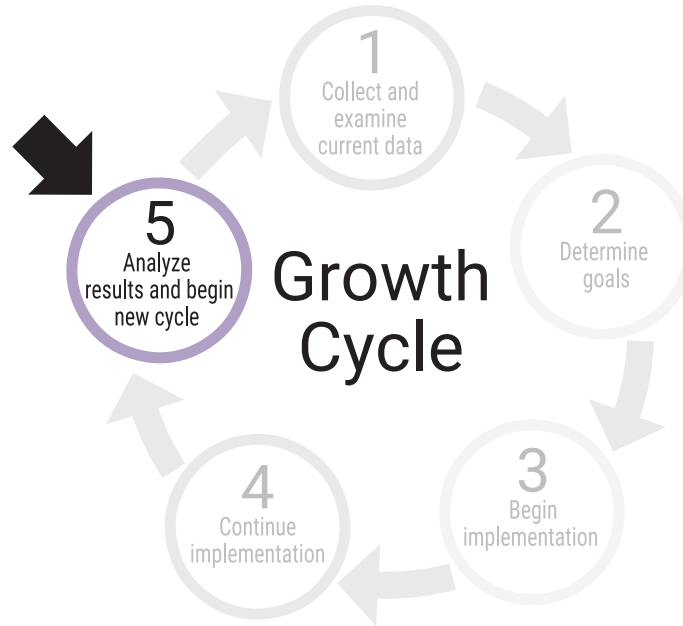 1
Collect and
examine
current data
2
Determine
goals
3
Begin
implementation
4
Continue
implementation
5
Analyze
results and begin
new cycle
Growth
Cycle